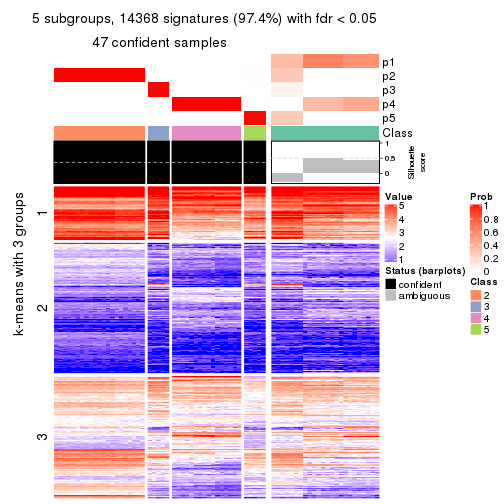 5 subgroups, 14368 signatures (97.4%) with fdr < 0.05
47 confident samples
p1
p2
p3
p4
p5
Class
1
0.5
0
Silhouette
score
k-means with 3 groups
1
2
3
Value
5
4
3
2
1
Prob
1
0.8
0.6
0.4
0.2
0
Status (barplots)
confident
ambiguous
Class
2
3
4
5